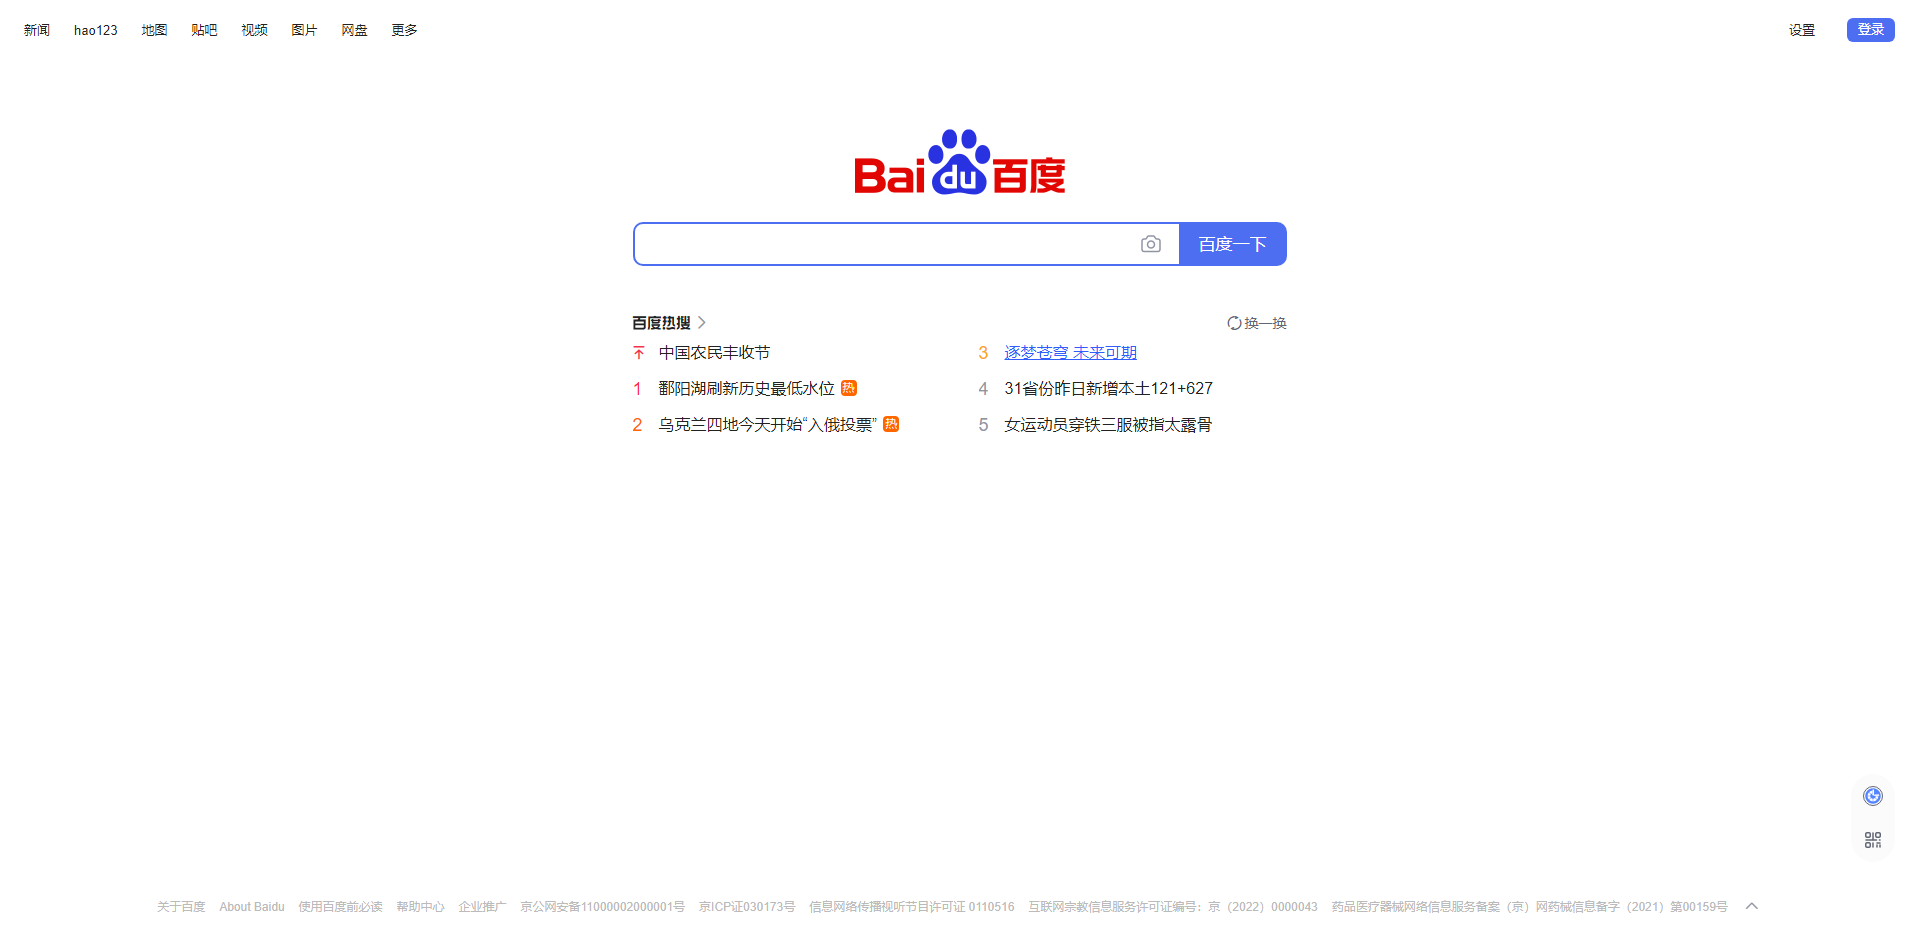 新闻 hao123 地图 贴吧 视频 图片 网盘 更多 设置 登录
Bai du 百度
百度一下
百度热搜 换一换
中国农民丰收节
1 鄱阳湖刷新历史最低水位 热
2 乌克兰四地今天开始“入俄投票” 热
3 逐梦苍穹 未来可期
4 31省份昨日新增本土121+627
5 女运动员穿铁三服被指太露骨
关于百度 About Baidu 使用百度前必读 帮助中心 企业推广 京公网安备11000002000001号 京ICP证030173号 信息网络传播视听节目许可证 0110516 互联网宗教信息服务许可证编号：京（2022）0000043 药品医疗器械网络信息服务备案（京）网药械信息备字（2021）第00159号